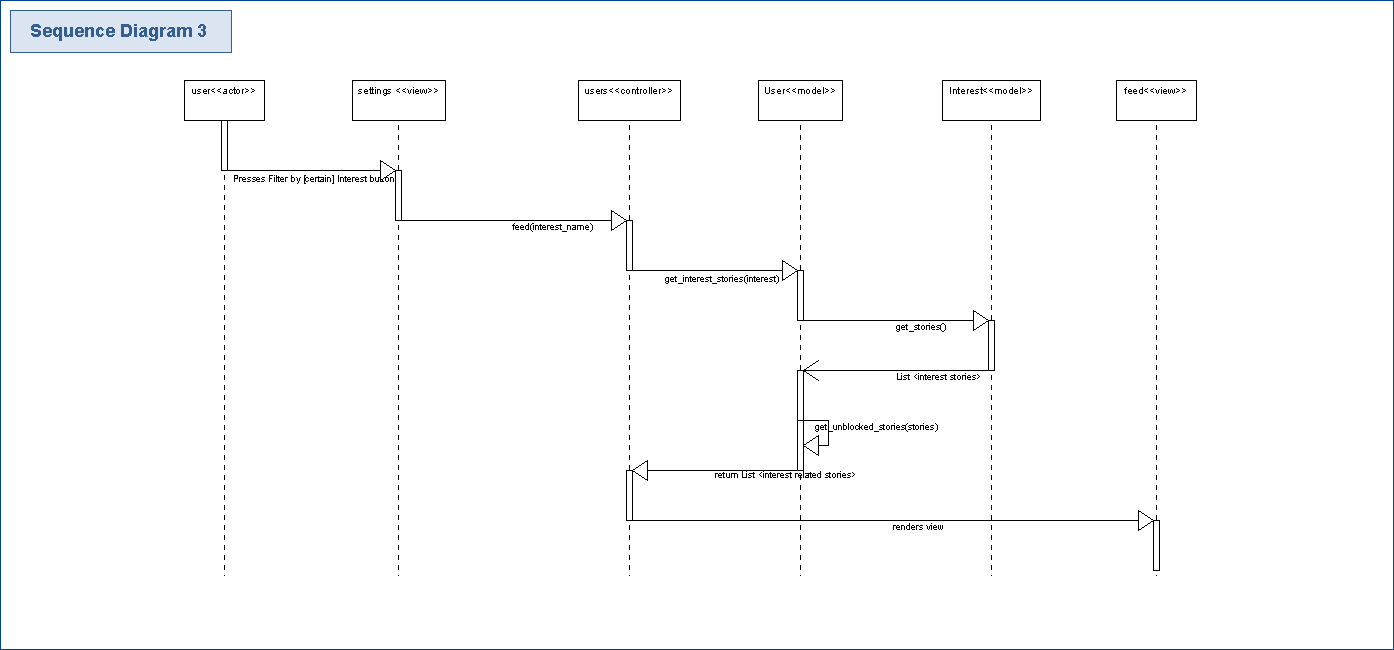 Sequence Diagram 3
user<<actor>>
settings <<view>>
users<<controller>>
User<<model>>
Interest<<model>>
feed<<view>>
Presses Filter by [certain] Interest button
feed(interest_name)
get_interest_stories(interest)
get_stories()
List <interest stories>
get_unblocked_stories(stories)
return List <interest related stories>
renders view